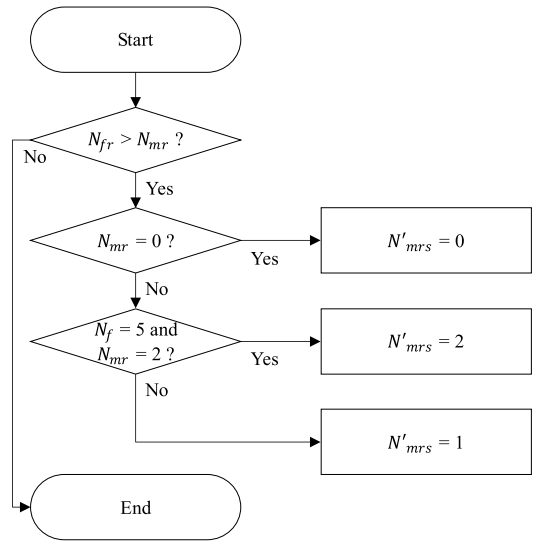 Start
N_fr > N_mr ?
No
Yes
N_mr = 0 ?
Yes
N'_mrs = 0
No
N_f = 5 and
N_mr = 2 ?
Yes
N'_mrs = 2
No
N'_mrs = 1
End